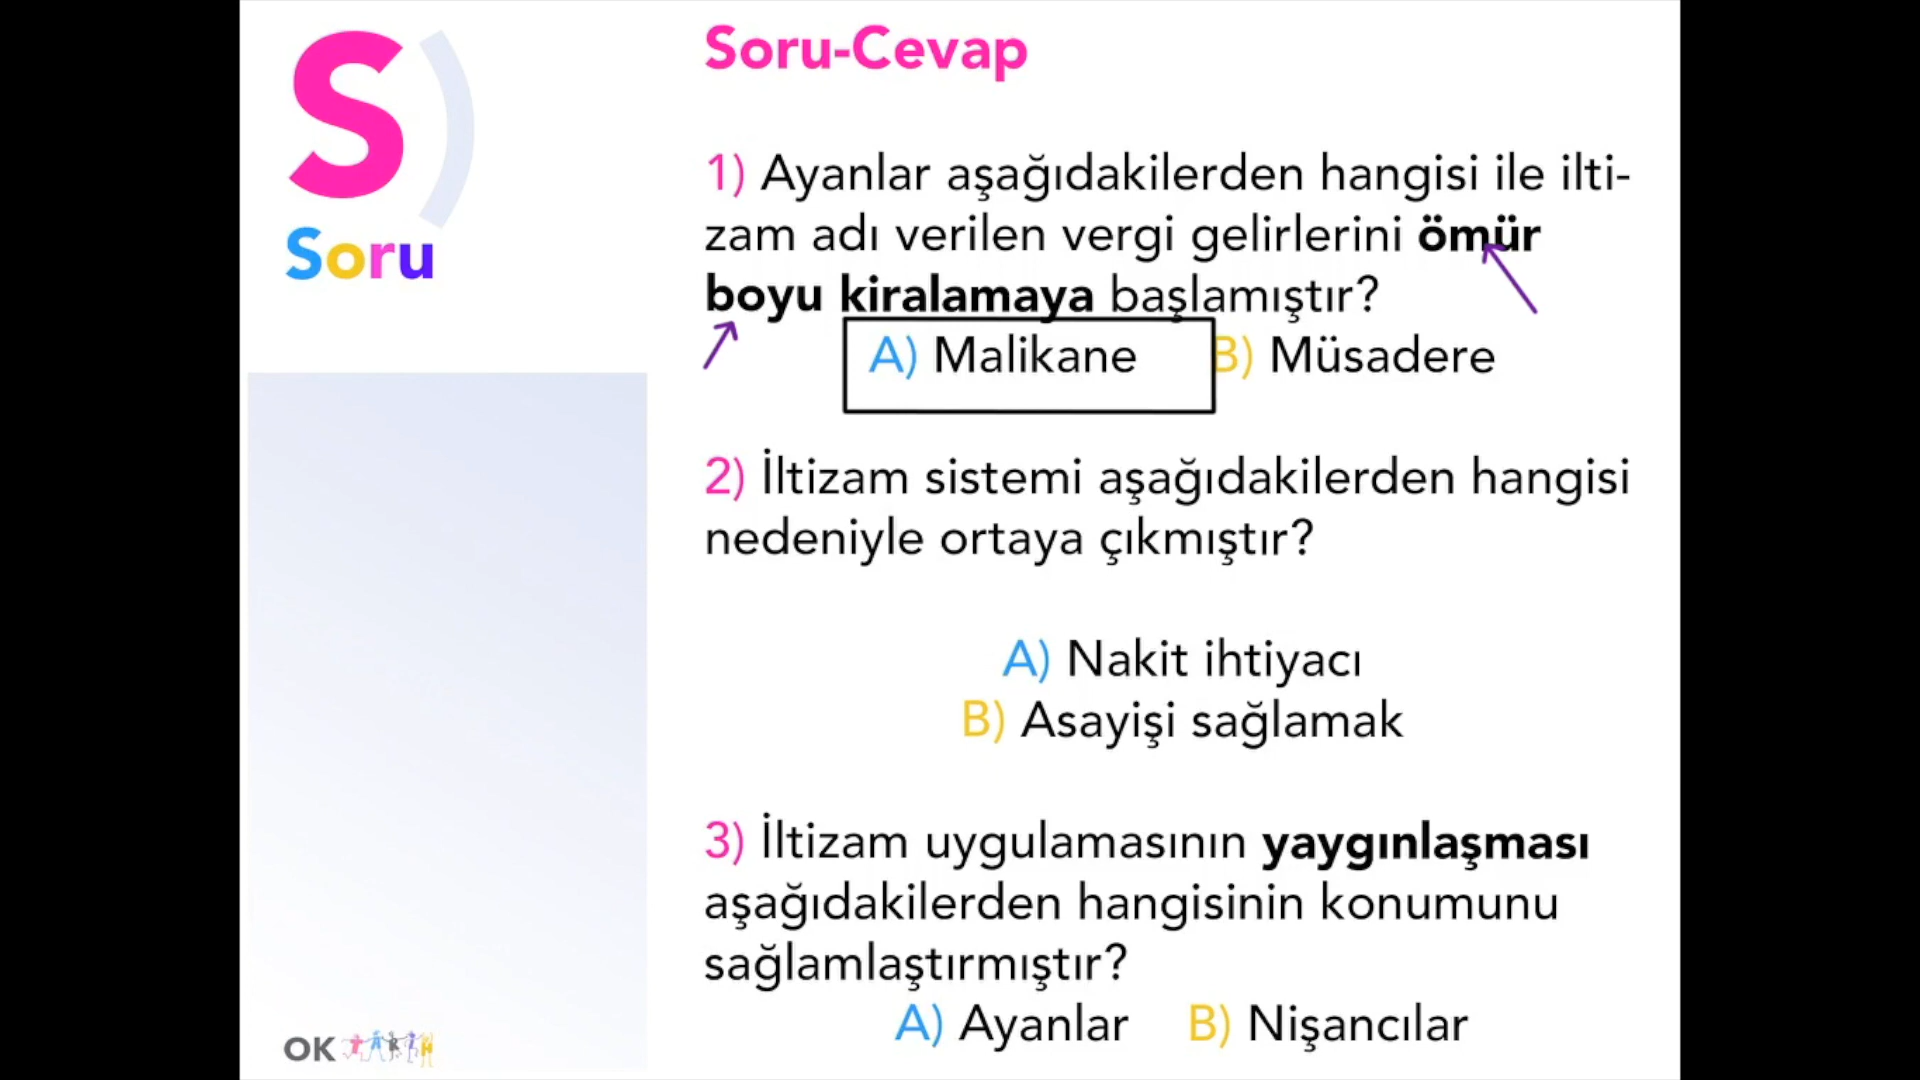 S)
Soru
Soru-Cevap
1) Ayanlar aşağıdakilerden hangisi ile ilti-
zam adı verilen vergi gelirlerini ömür
boyu kiralamaya başlamıştır?
A) Malikane B) Müsadere
2) İltizam sistemi aşağıdakilerden hangisi
nedeniyle ortaya çıkmıştır?
A) Nakit ihtiyacı
B) Asayişi sağlamak
3) İltizam uygulamasının yaygınlaşması
aşağıdakilerden hangisinin konumunu
sağlamlaştırmıştır?
A) Ayanlar B) Nişancılar
OK TARİH